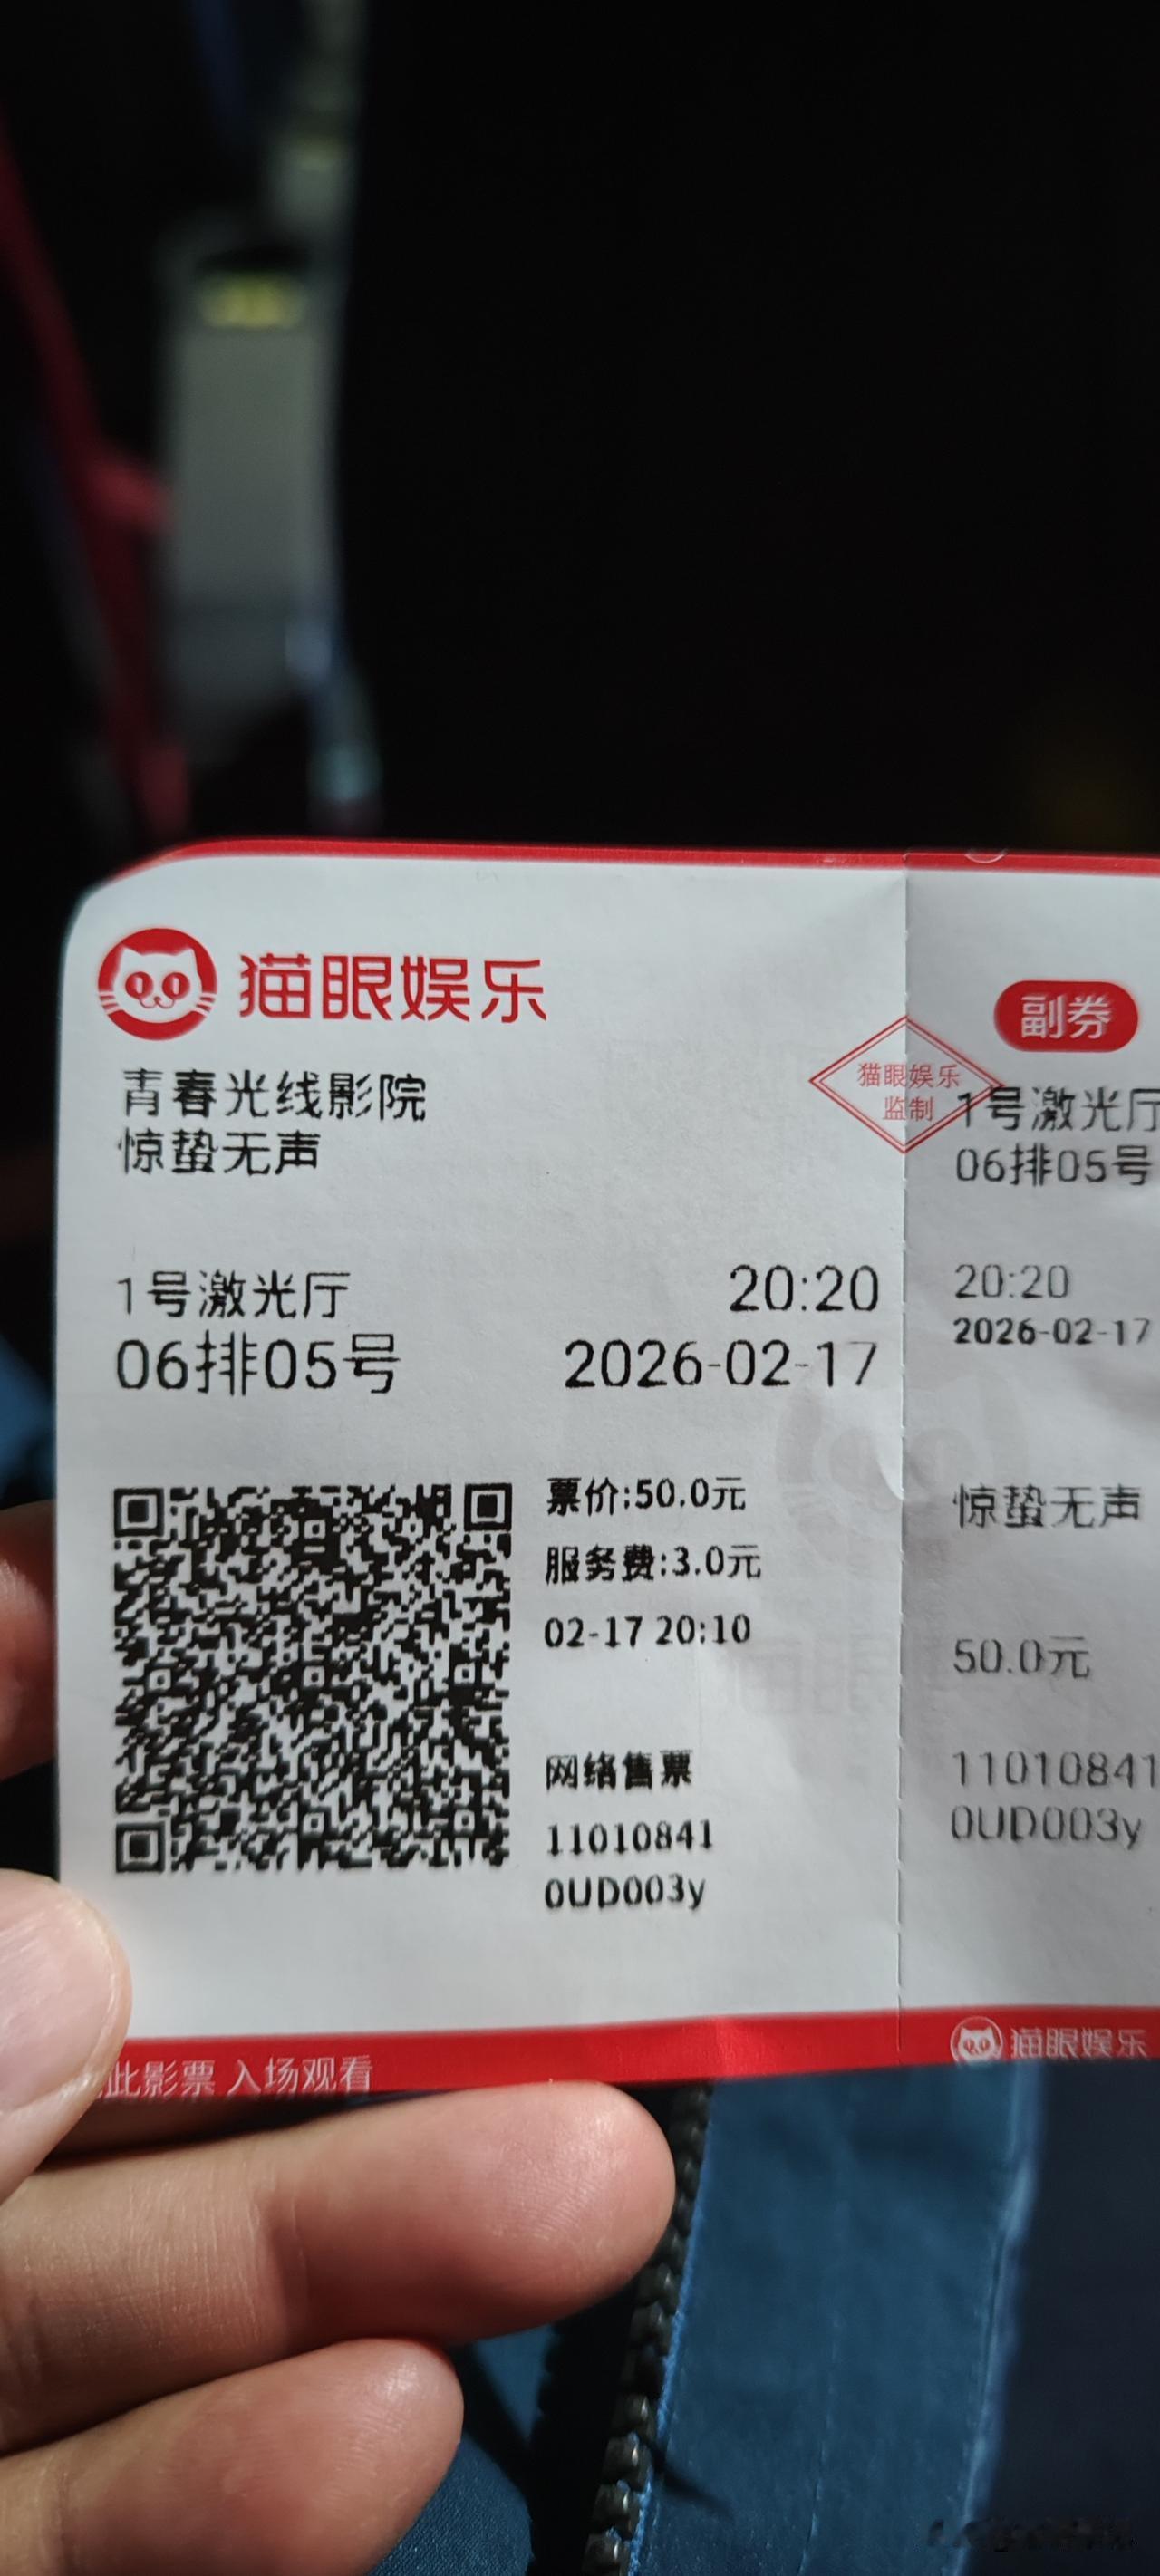 猫眼娱乐
青春光线影院
惊蛰无声
1号激光厅
20:20
06排05号
2026-02-17
票价:50.0元
服务费:3.0元
02-17 20:10
网络售票
11010841
0UD003y
此影票 入场观看
猫眼娱乐
监制
副券
1号激光厅
06排05号
20:20
2026-02-17
惊蛰无声
50.0元
11010841
0UD003y
猫眼娱乐